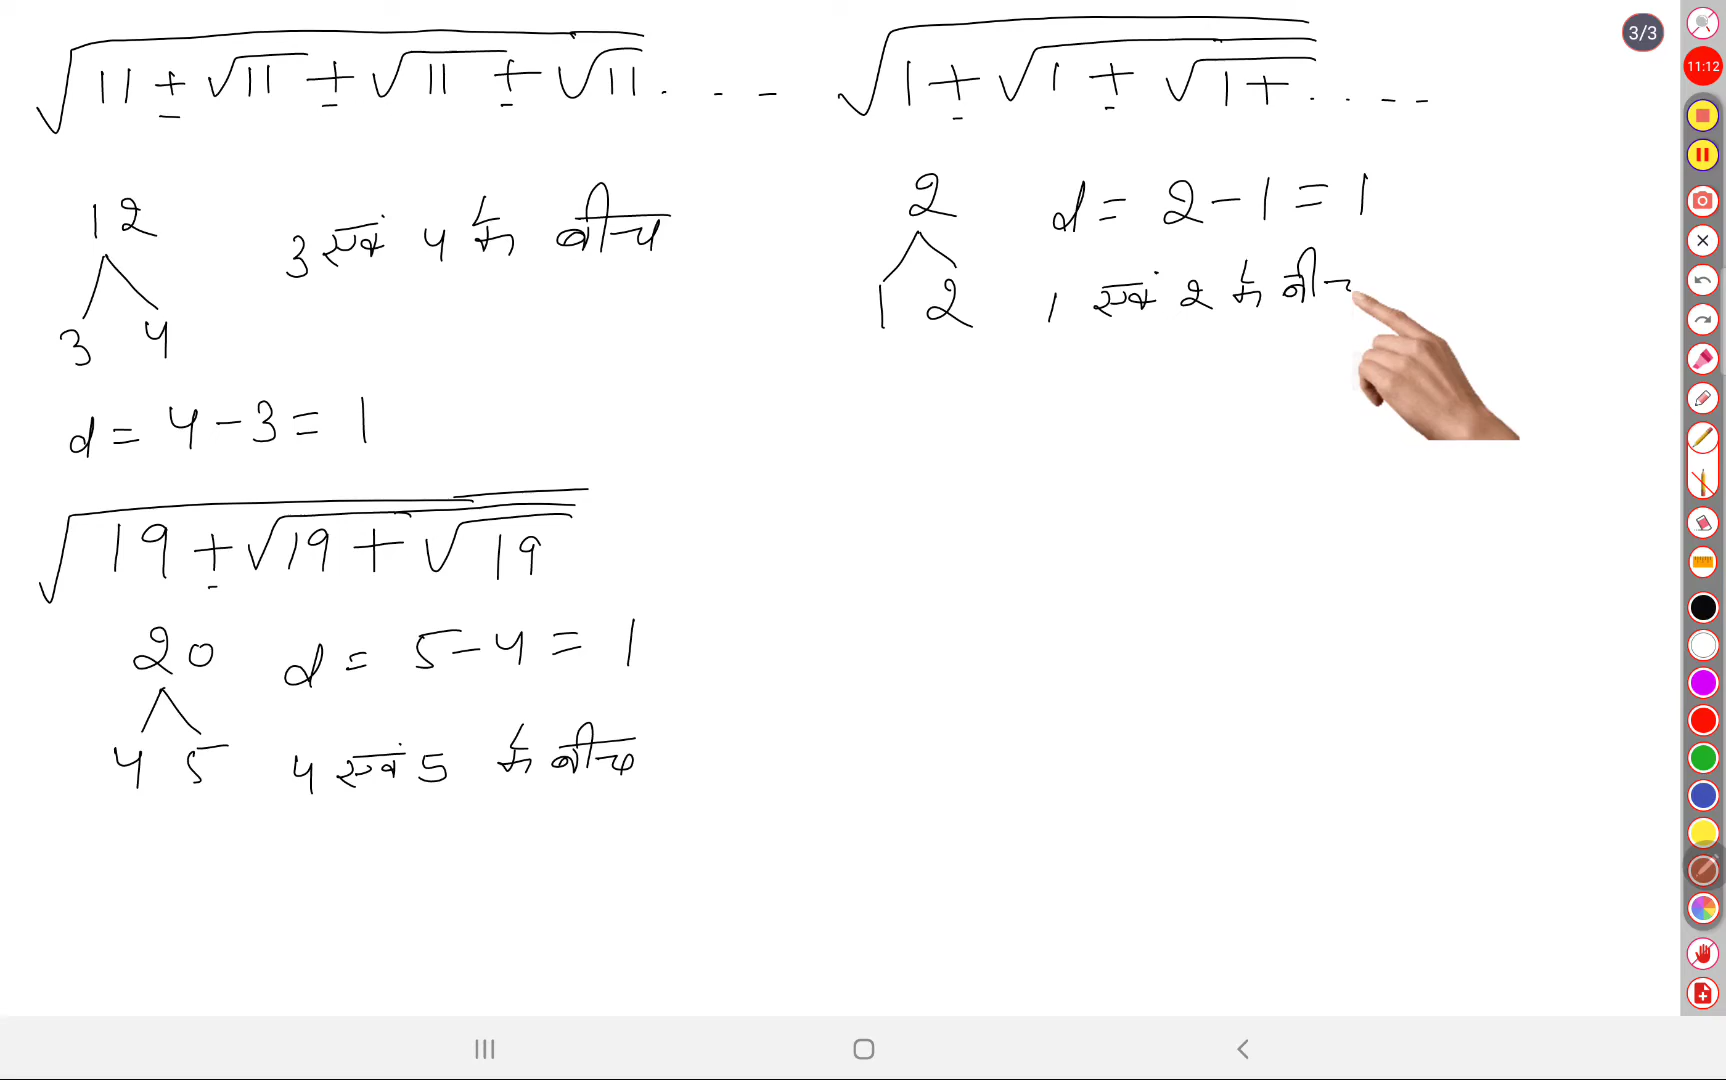 √11 + √11 + √11 + √11 . - - -
12
3 4
3 एवं 4 के बीच
d = 4 - 3 = 1
√19 + √19 + √19
20
4 5
d = 5 - 4 = 1
4 एवं 5 के बीच
√1 + √1 + √1 + . . - -
2
1 2
d = 2 - 1 = 1
1 एवं 2 के बीच
3/3
11:12